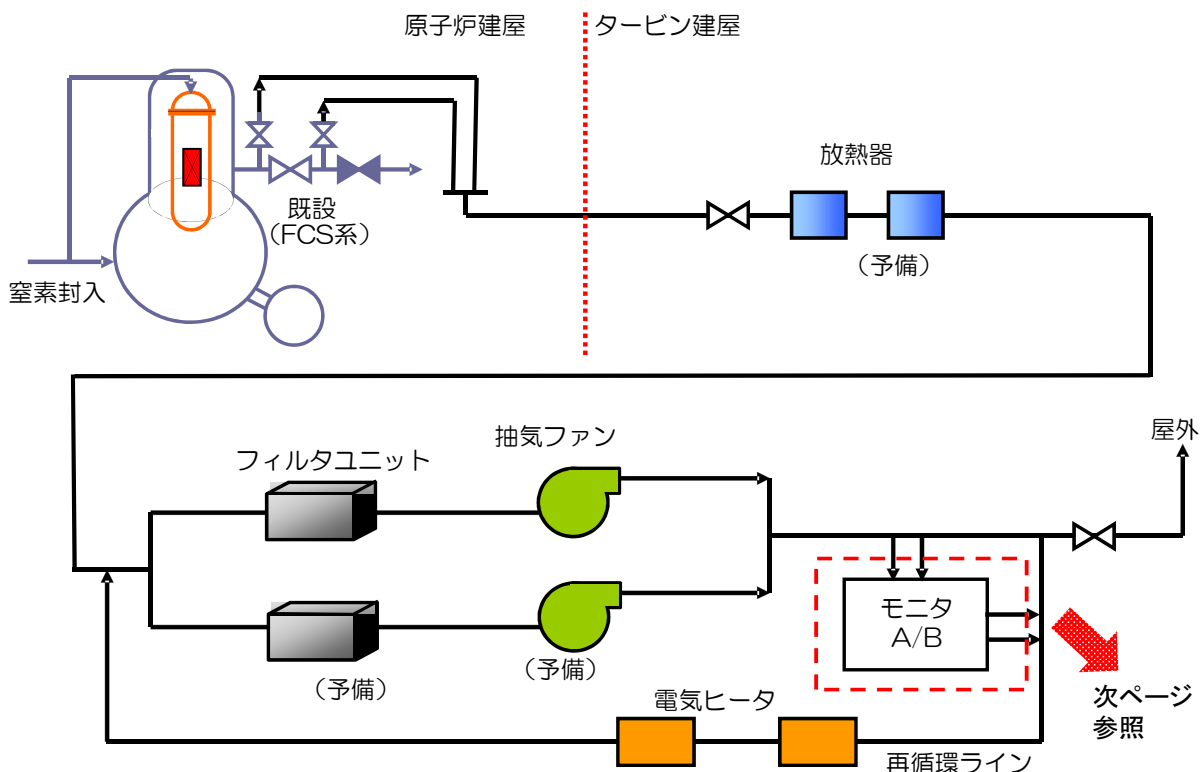 原子炉建屋
タービン建屋
放熱器
既設
(FCS系)
(予備)
窒素封入
屋外
抽気ファン
フィルタユニット
モニタ
A/B
(予備)
(予備)
次ページ
参照
電気ヒータ
再循環ライン